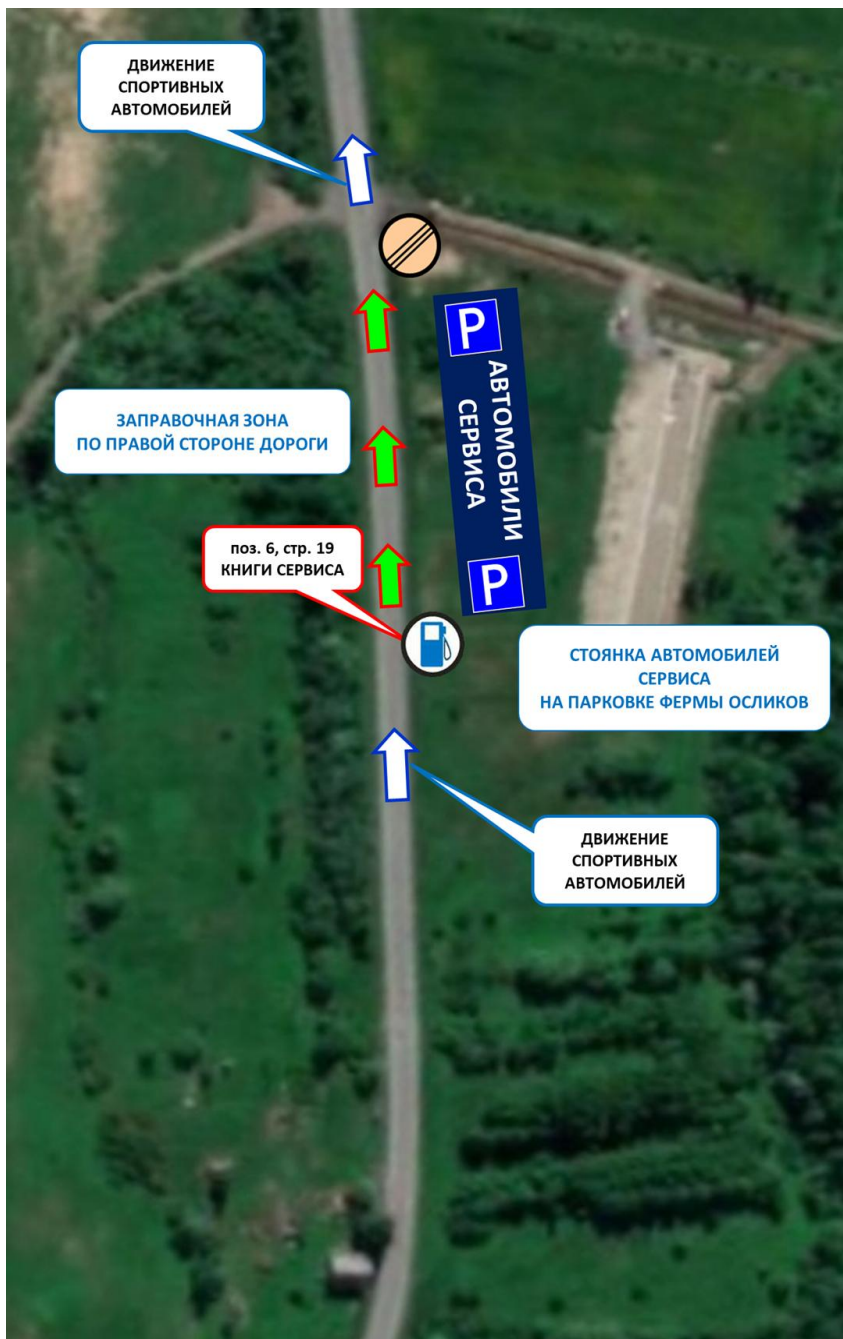 ДВИЖЕНИЕ
СПОРТИВНЫХ
АВТОМОБИЛЕЙ
P
АВТОМОБИЛИ
СЕРВИСА
P
ЗАПРАВОЧНАЯ ЗОНА
ПО ПРАВОЙ СТОРОНЕ ДОРОГИ
поз. 6, стр. 19
КНИГИ СЕРВИСА
СТОЯНКА АВТОМОБИЛЕЙ
СЕРВИСА
НА ПАРКОВКЕ ФЕРМЫ ОСЛИКОВ
ДВИЖЕНИЕ
СПОРТИВНЫХ
АВТОМОБИЛЕЙ